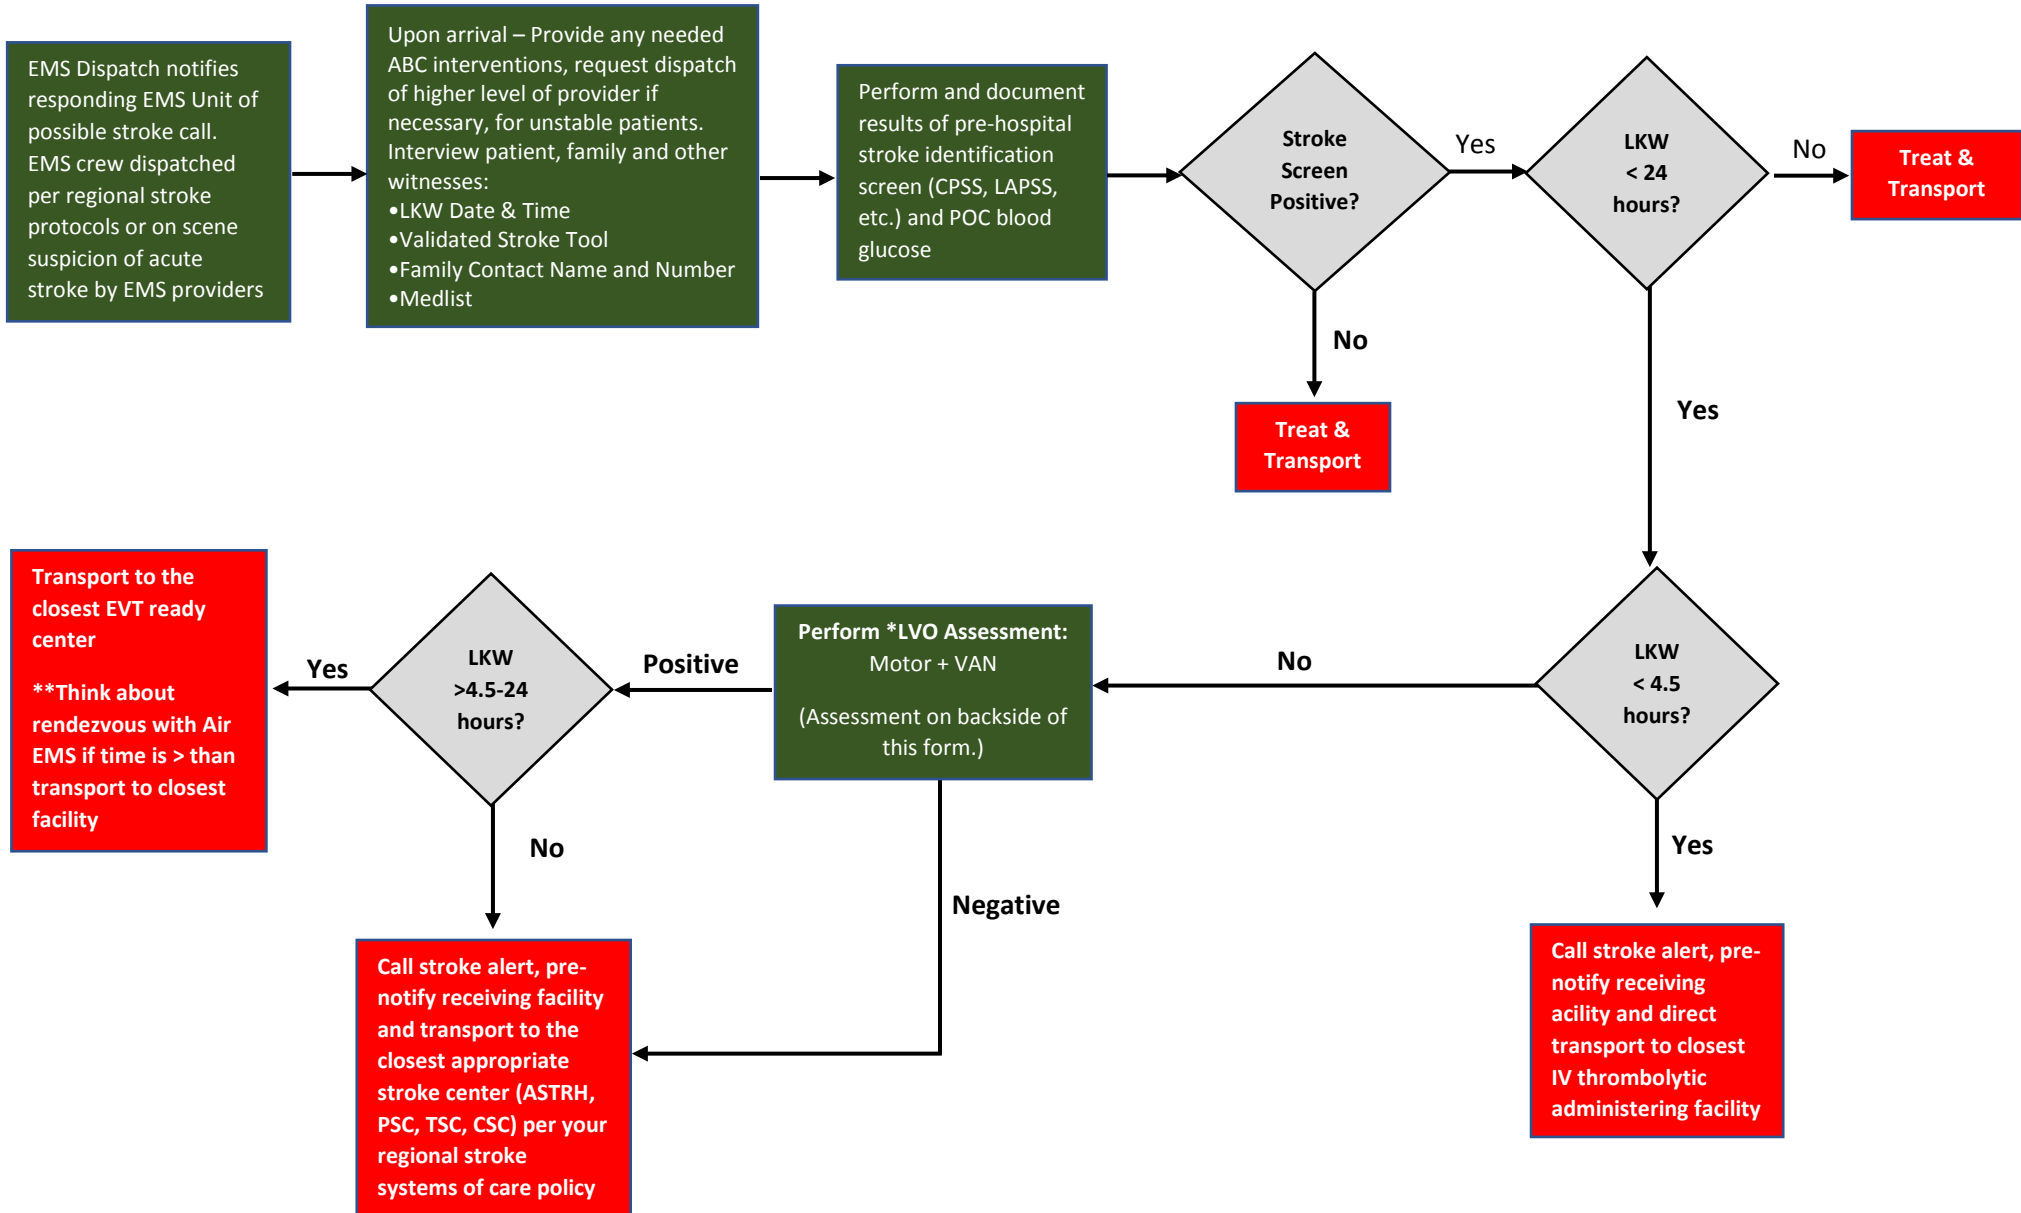 EMS Dispatch notifies
responding EMS Unit of
possible stroke call.
EMS crew dispatched
per regional stroke
protocols or on scene
suspicion of acute
stroke by EMS providers
Upon arrival – Provide any needed
ABC interventions, request dispatch
of higher level of provider if
necessary, for unstable patients.
Interview patient, family and other
witnesses:
•LKW Date & Time
•Validated Stroke Tool
•Family Contact Name and Number
•Medlist
Perform and document
results of pre-hospital
stroke identification
screen (CPSS, LAPSS,
etc.) and POC blood
glucose
Stroke
Screen
Positive?
Yes
LKW
< 24
hours?
No
Treat &
Transport
No
Treat &
Transport
Yes
LKW
< 4.5
hours?
No
Yes
Call stroke alert, pre-
notify receiving
acility and direct
transport to closest
IV thrombolytic
administering facility
Perform *LVO Assessment:
Motor + VAN
(Assessment on backside of
this form.)
Positive
Negative
LKW
>4.5-24
hours?
Yes
No
Transport to the
closest EVT ready
center
**Think about
rendezvous with Air
EMS if time is > than
transport to closest
facility
Call stroke alert, pre-
notify receiving facility
and transport to the
closest appropriate
stroke center (ASTRH,
PSC, TSC, CSC) per your
regional stroke
systems of care policy